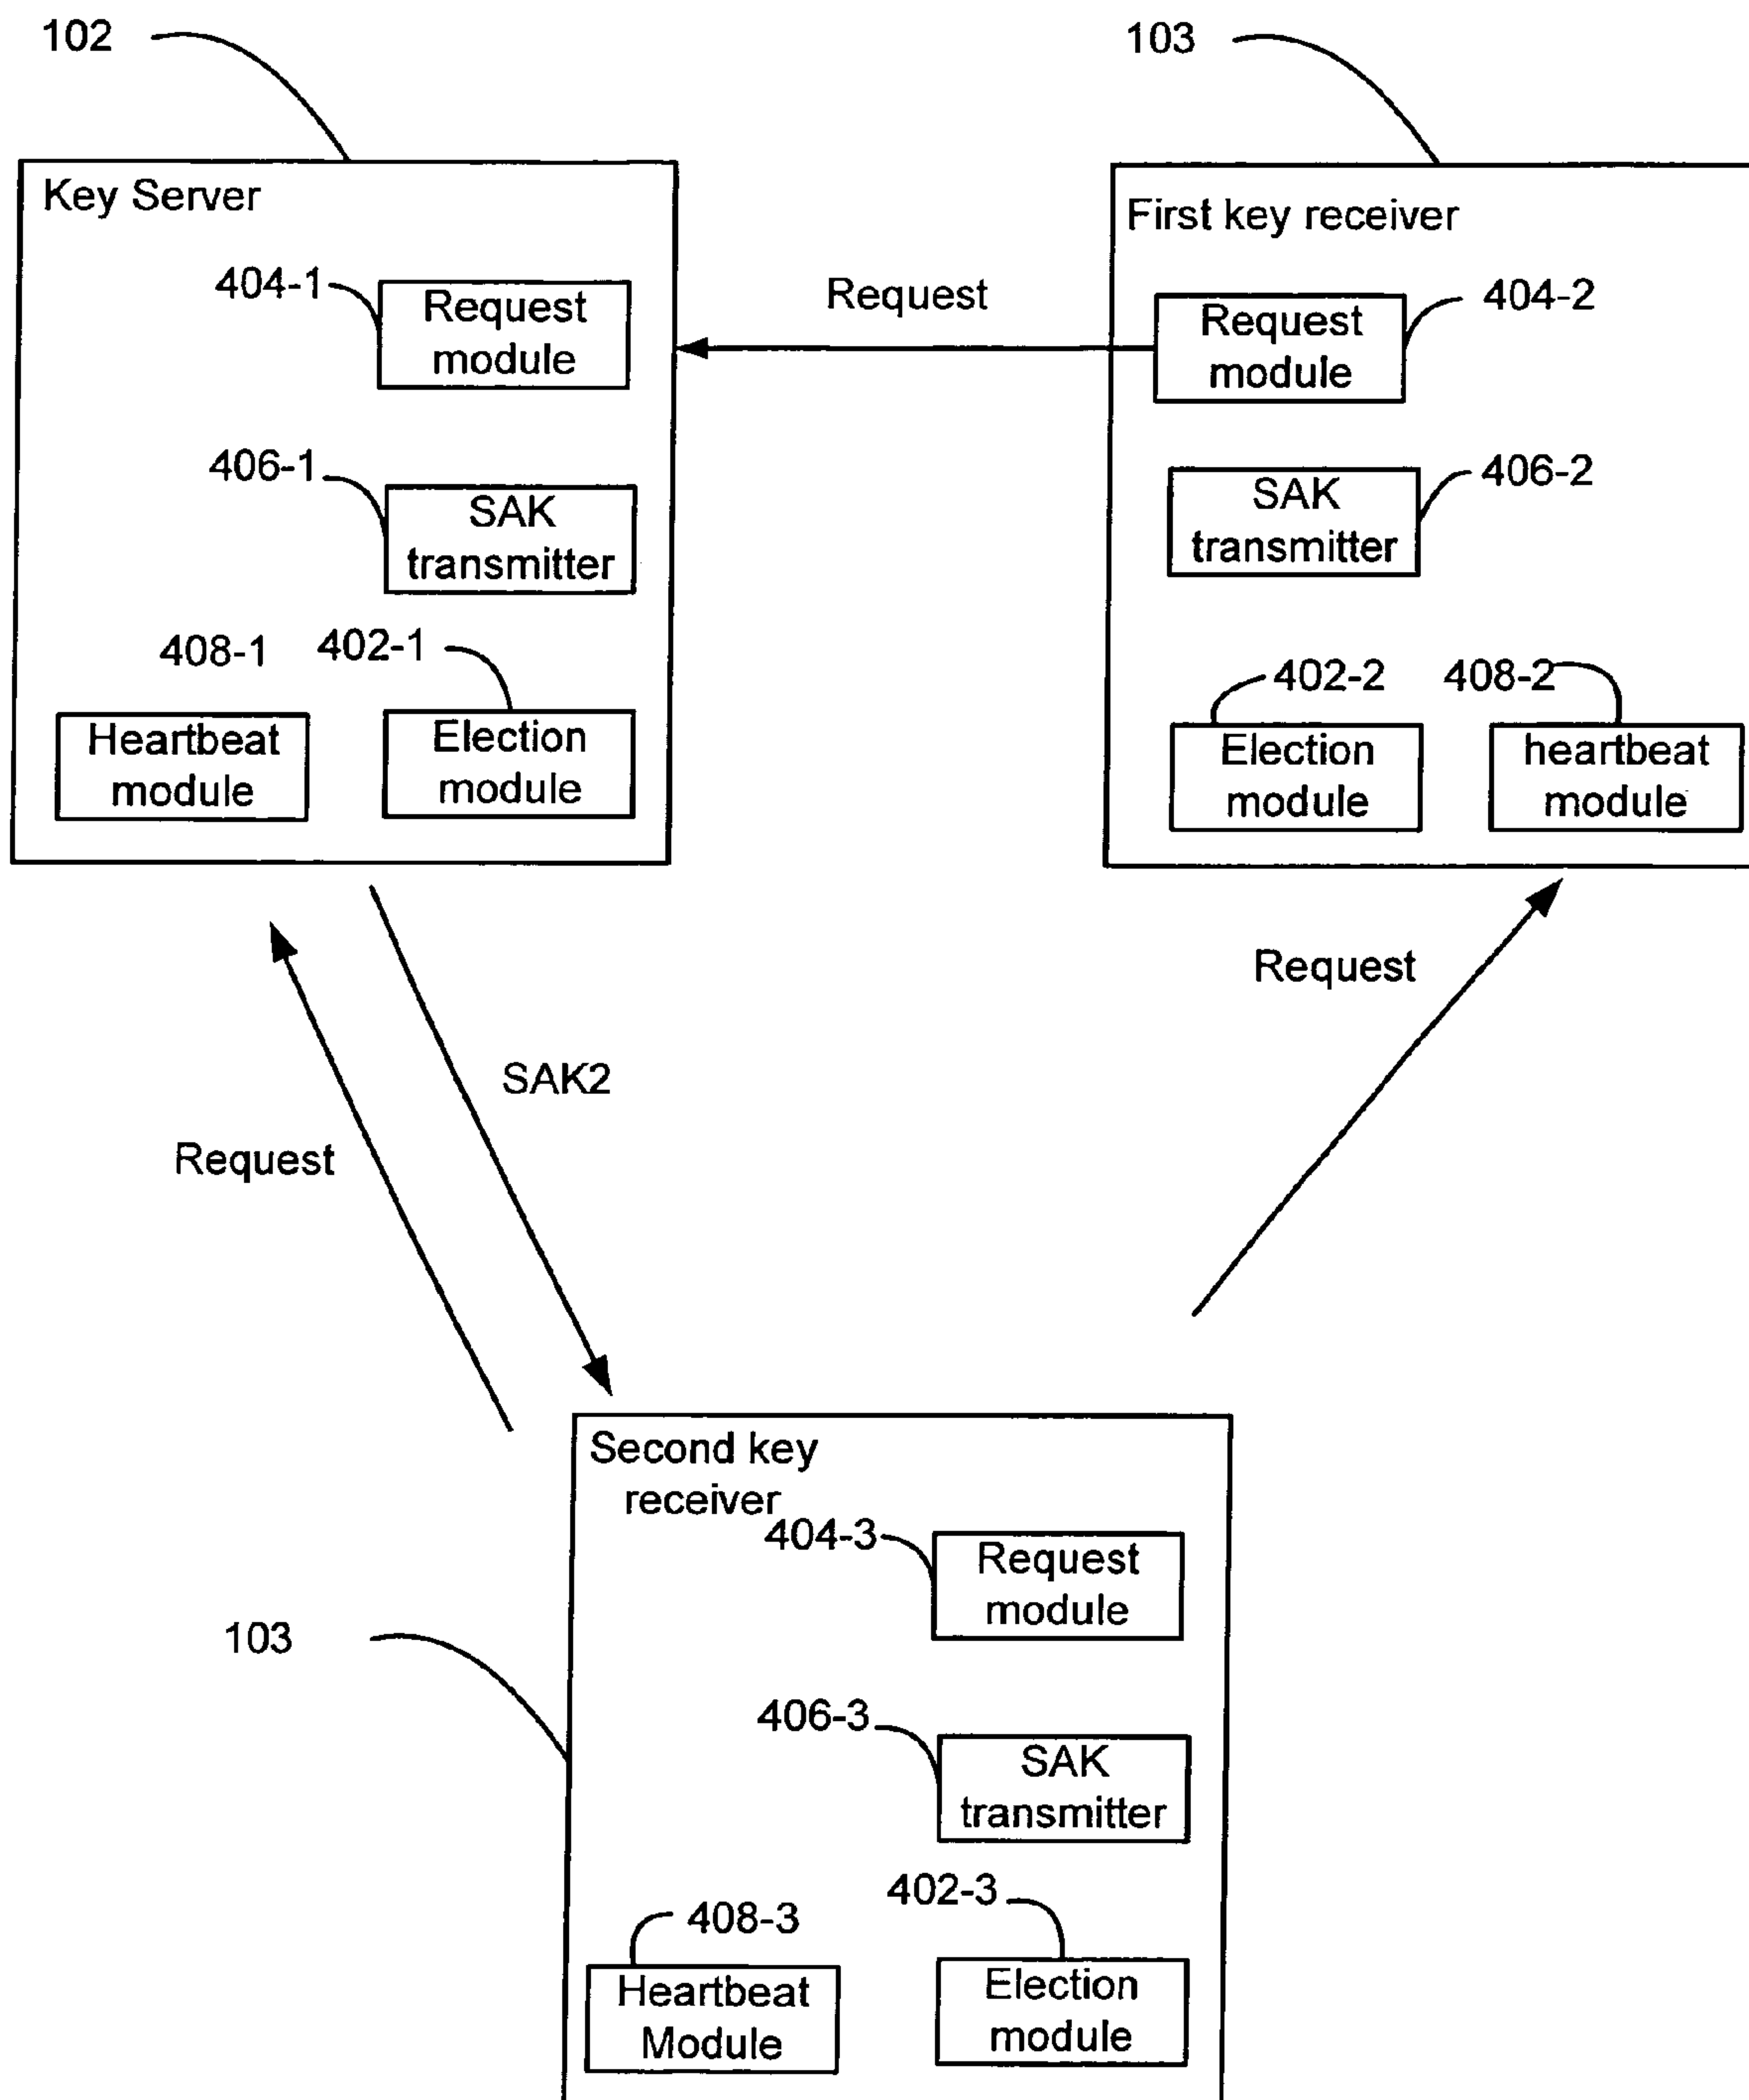 102
103
Key Server
First key receiver
404-1
Request
module
Request
Request
module
404-2
406-1
SAK
transmitter
SAK
transmitter
406-2
408-1
402-1
Heartbeat
module
Election
module
402-2
408-2
Election
module
heartbeat
module
Request
SAK2
Request
Second key
receiver
404-3
Request
module
103
406-3
SAK
transmitter
408-3
402-3
Heartbeat
Module
Election
module